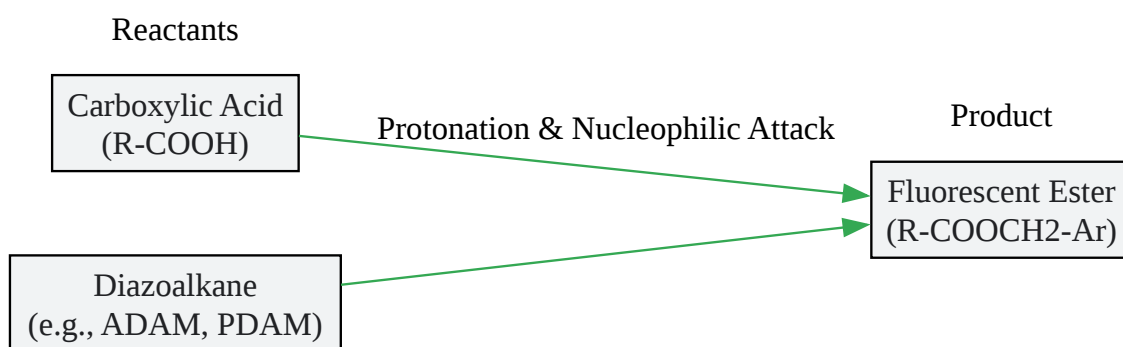 Reactants
Carboxylic Acid
(R-COOH)
Protonation & Nucleophilic Attack
Product
Fluorescent Ester
(R-COOCH2-Ar)
Diazoalkane
(e.g., ADAM, PDAM)